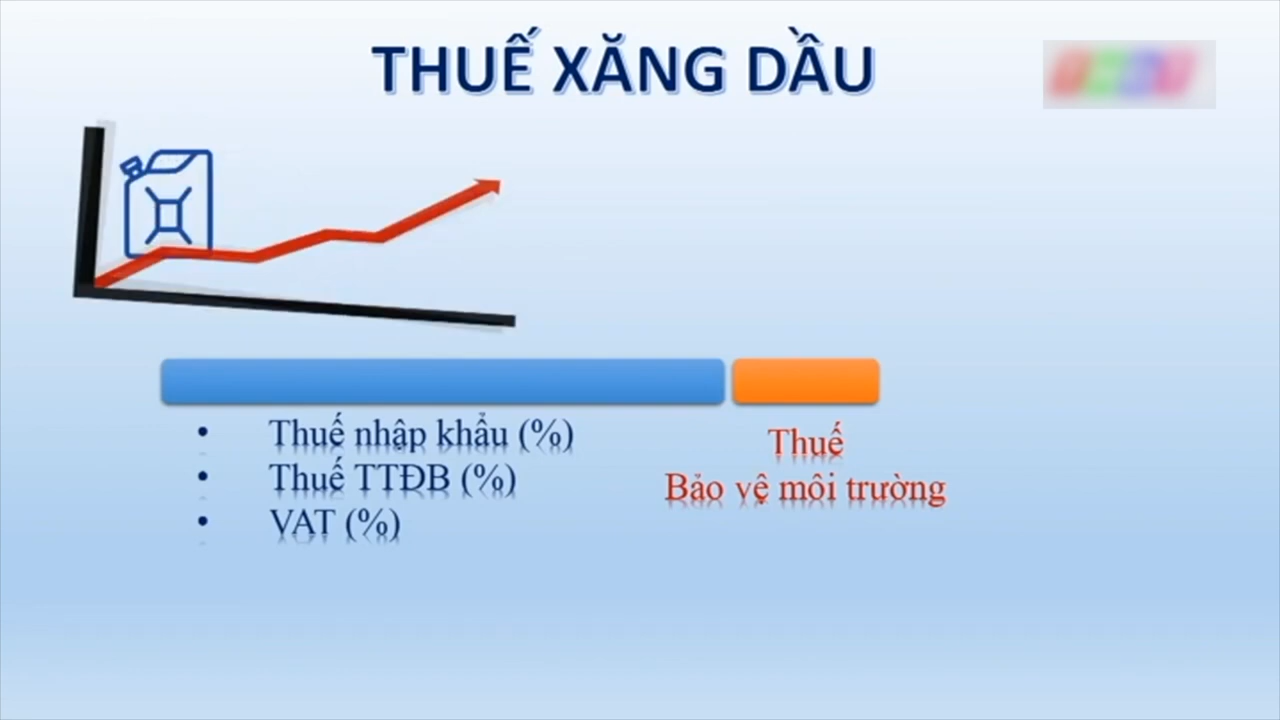 THUẾ XĂNG DẦU
• Thuế nhập khẩu (%)
• Thuế TTĐB (%)
• VAT (%)
Thuế
Bảo vệ môi trường